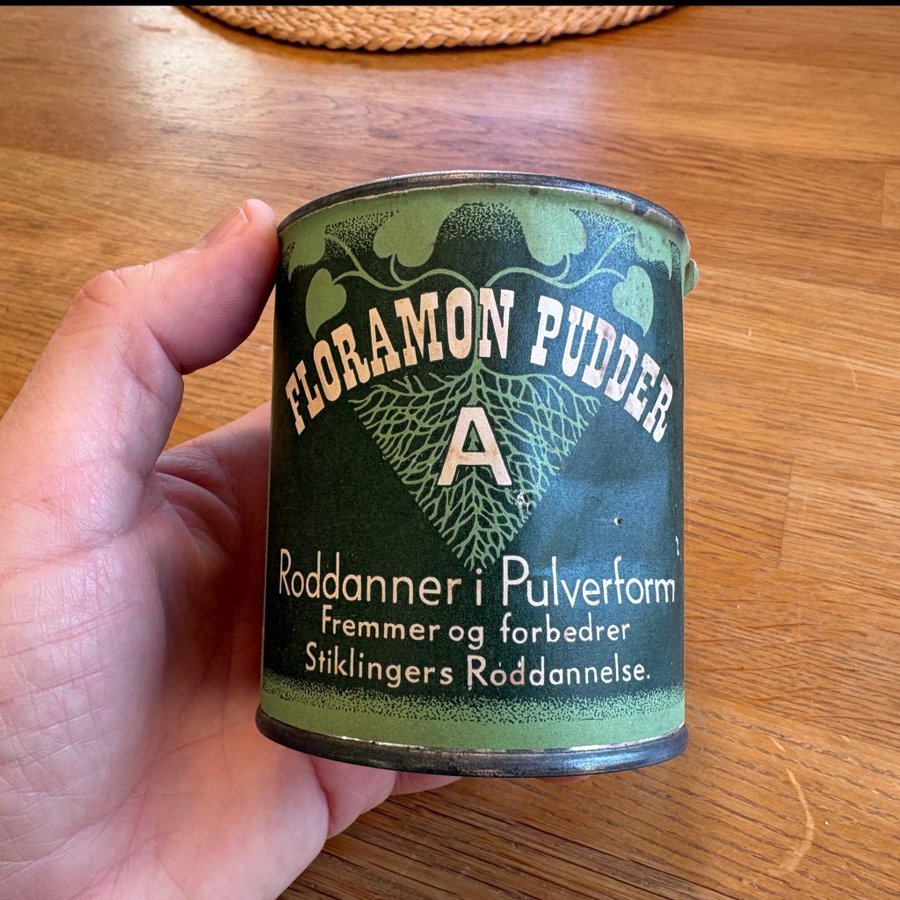 FLORAMON PUDDER
A
Roddanner i Pulverform
Fremmer og forbedrer
Stiklingers Roddannelse.